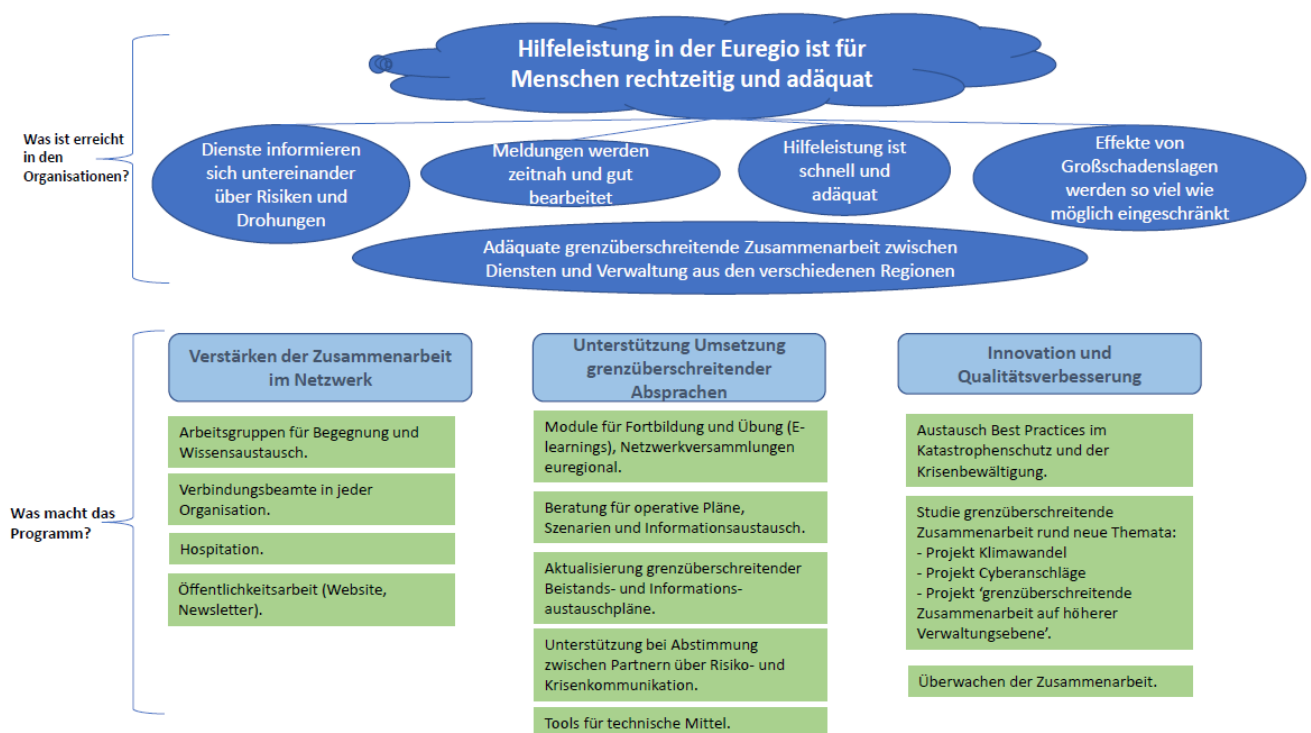 Hilfeleistung in der Euregio ist für
Menschen rechtzeitig und adäquat
Was ist erreicht
in den
Organisationen?
Dienste informieren
sich untereinander
über Risiken und
Drohungen
Meldungen werden
zeitnah und gut
bearbeitet
Hilfeleistung ist
schnell und
adäquat
Effekte von
Großschadenslagen
werden so viel wie
möglich eingeschränkt
Adäquate grenzüberschreitende Zusammenarbeit zwischen
Diensten und Verwaltung aus den verschiedenen Regionen
Was macht das
Programm?
Verstärken der Zusammenarbeit
im Netzwerk
Arbeitsgruppen für Begegnung und
Wissensaustausch.
Verbindungsbeamte in jeder
Organisation.
Hospitation.
Öffentlichkeitsarbeit (Website,
Newsletter).
Unterstützung Umsetzung
grenzüberschreitender
Absprachen
Module für Fortbildung und Übung (E-
learnings), Netzwerkversammlungen
euregional.
Beratung für operative Pläne,
Szenarien und Informationsaustausch.
Aktualisierung grenzüberschreitender
Beistands- und Informations-
austauschpläne.
Unterstützung bei Abstimmung
zwischen Partnern über Risiko- und
Krisenkommunikation.
Tools für technische Mittel.
Innovation und
Qualitätsverbesserung
Austausch Best Practices im
Katastrophenschutz und der
Krisenbewältigung.
Studie grenzüberschreitende
Zusammenarbeit rund neue Themata:
- Projekt Klimawandel
- Projekt Cyberanschläge
- Projekt ‘grenzüberschreitende
Zusammenarbeit auf höherer
Verwaltungsebene’.
Überwachen der Zusammenarbeit.